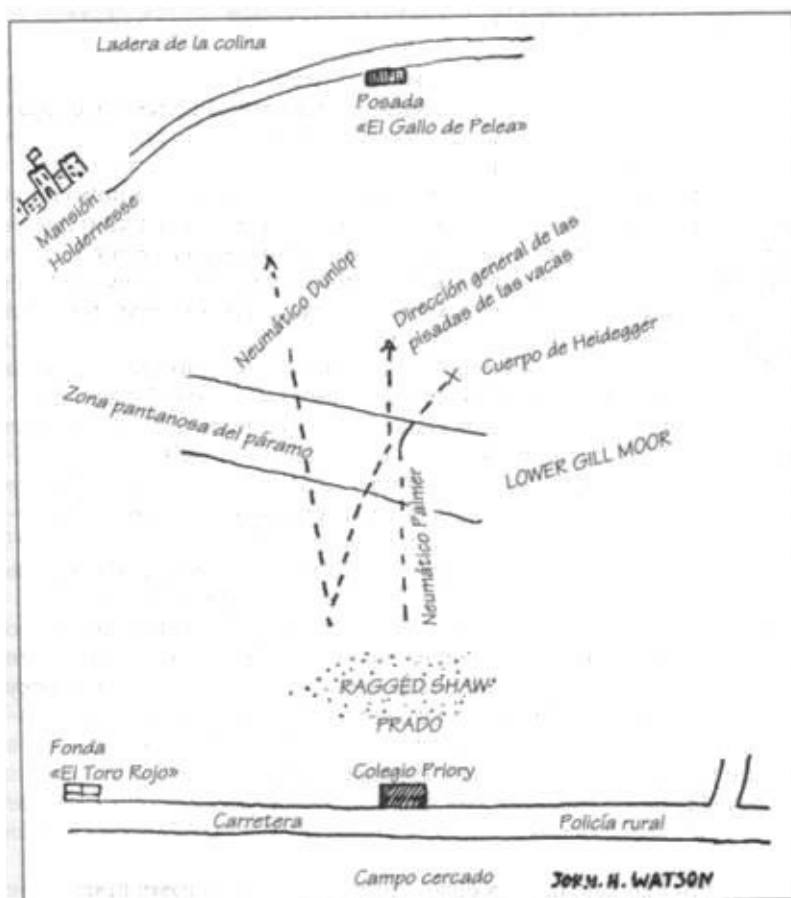 Ladera de la colina
Posada
«El Gallo de Pelea»
Mansión
Holdernesse
Neumático Dunlop
Dirección general de las
pisadas de las vacas
Cuerpo de Heidegger
Zona pantanosa del páramo
LOWER GILL MOOR
Neumático Palmer
RAGGED SHAW
PRADO
Fonda
«El Toro Rojo»
Colegio Priory
Carretera
Policía rural
Campo cercado
JOHN. H. WATSON